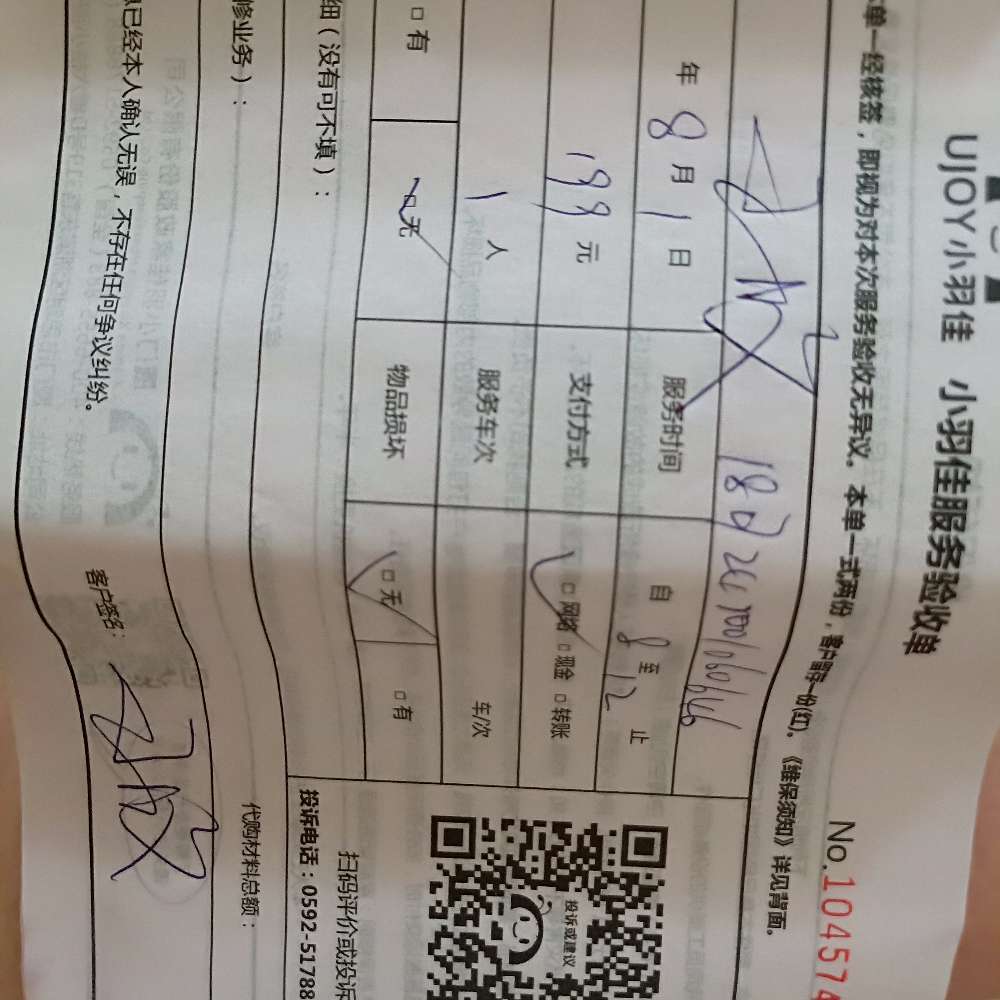 UJOY小羽佳 小羽佳服务验收单
No.104574
单一经核签，即视为对本次服务验收无异议。本单一式两份，客户留存一份(红)。《维保须知》详见背面。
年8月1日 服务时间 自8至12止
199元 支付方式 □网络 □现金 □转账
1人 服务车次 车/次
□有 □无 物品损坏 □无 □有
投诉或建议
扫码评价或投诉
细（没有可不填）：
投诉电话：0592-51788
修业务）：
代购材料总额：
已经本人确认无误，不存在任何争议纠纷。
客户签名：